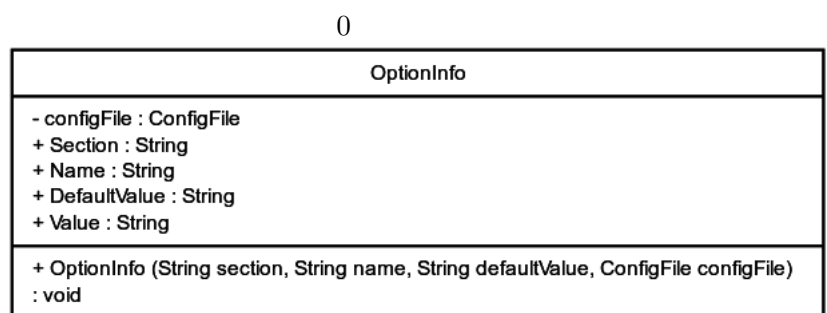 0
OptionInfo
- configFile : ConfigFile
+ Section : String
+ Name : String
+ DefaultValue : String
+ Value : String
+ OptionInfo (String section, String name, String defaultValue, ConfigFile configFile)
: void